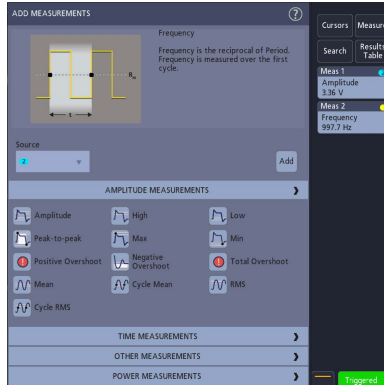 ADD MEASUREMENTS
?
Frequency
Frequency is the reciprocal of Period.
Frequency is measured over the first
cycle.
t
Source
2
Add
AMPLITUDE MEASUREMENTS
Amplitude
High
Low
Peak-to-peak
Max
Min
Positive Overshoot
Negative
Overshoot
Total Overshoot
Mean
Cycle Mean
RMS
Cycle RMS
TIME MEASUREMENTS
OTHER MEASUREMENTS
POWER MEASUREMENTS
Cursors
Measure
Search
Results
Table
Meas 1
Amplitude
3.36 V
Meas 2
Frequency
997.7 Hz
Triggered